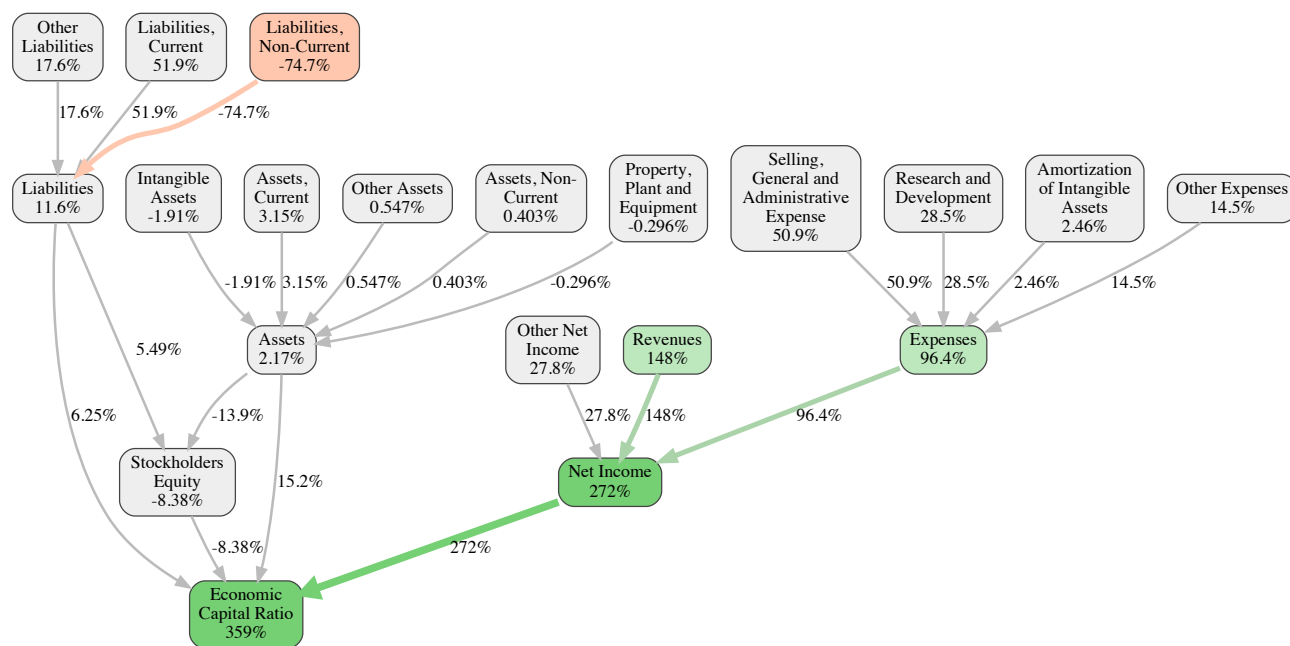 Other
Liabilities
17.6%
Liabilities,
Current
51.9%
Liabilities,
Non-Current
-74.7%
17.6%
51.9%
-74.7%
Liabilities
11.6%
Intangible
Assets
-1.91%
Assets,
Current
3.15%
Other Assets
0.547%
Assets, Non-
Current
0.403%
Property,
Plant and
Equipment
-0.296%
Selling,
General and
Administrative
Expense
50.9%
Research and
Development
28.5%
Amortization
of Intangible
Assets
2.46%
Other Expenses
14.5%
-1.91%
3.15%
0.547%
0.403%
-0.296%
50.9%
28.5%
2.46%
14.5%
Assets
2.17%
Other Net
Income
27.8%
Revenues
148%
Expenses
96.4%
5.49%
6.25%
-13.9%
15.2%
27.8%
148%
96.4%
Stockholders
Equity
-8.38%
Net Income
272%
-8.38%
272%
Economic
Capital Ratio
359%